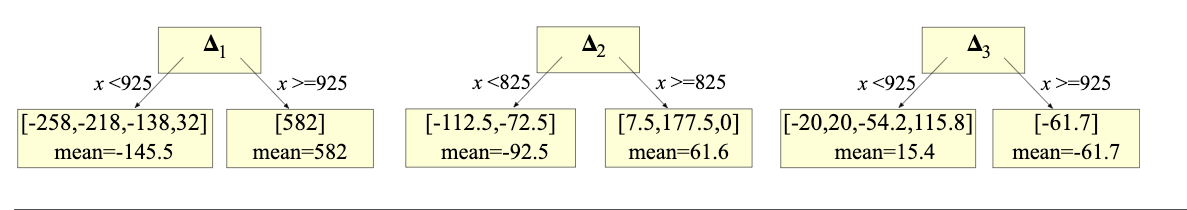 Δ1
x <925
x >=925
[-258,-218,-138,32]
mean=-145.5
[582]
mean=582
Δ2
x <825
x >=825
[-112.5,-72.5]
mean=-92.5
[7.5,177.5,0]
mean=61.6
Δ3
x <925
x >=925
[-20,20,-54.2,115.8]
mean=15.4
[-61.7]
mean=-61.7